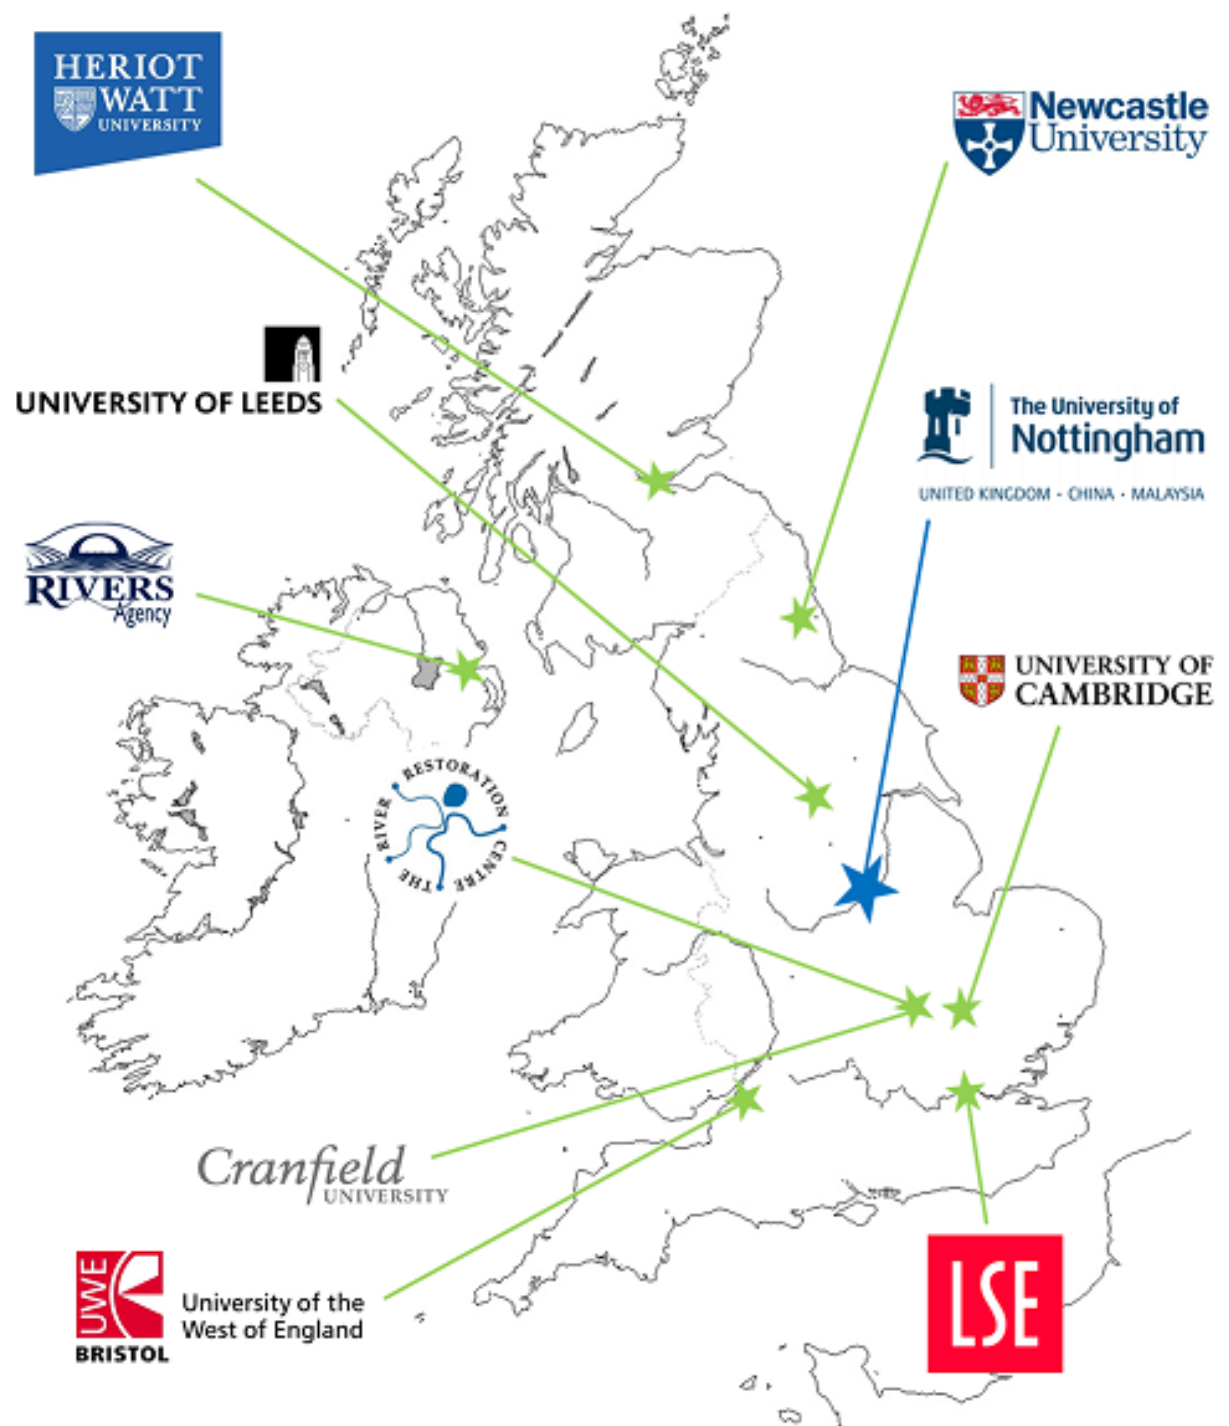 HERIOT
WATT
UNIVERSITY
Newcastle
University
UNIVERSITY OF LEEDS
The University of
Nottingham
UNITED KINGDOM · CHINA · MALAYSIA
RIVERS
Agency
UNIVERSITY OF
CAMBRIDGE
THE RIVER RESTORATION CENTRE
Cranfield
UNIVERSITY
UWE
BRISTOL
University of the
West of England
LSE